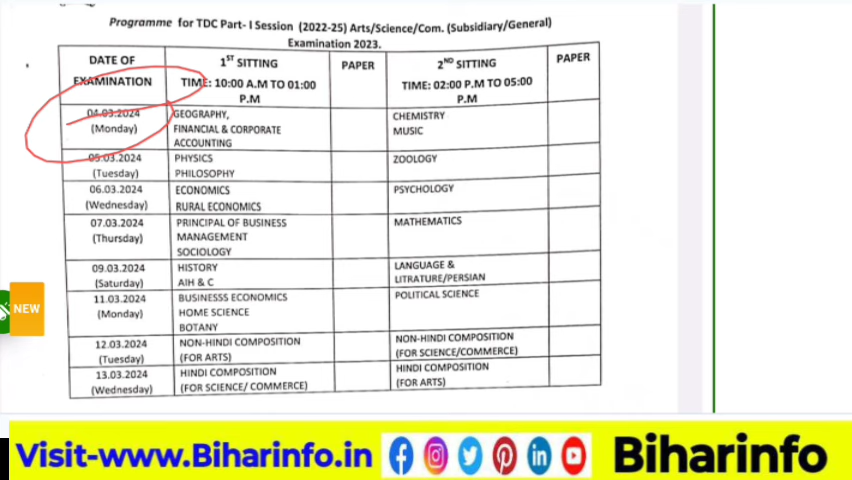 Programme for TDC Part- I Session (2022-25) Arts/Science/Com. (Subsidiary/General)
Examination 2023.
DATE OF EXAMINATION 1ST SITTING TIME: 10:00 A.M TO 01:00 P.M PAPER 2ND SITTING TIME: 02:00 P.M TO 05:00 P.M PAPER
04.03.2024 GEOGRAPHY, CHEMISTRY
(Monday) FINANCIAL & CORPORATE MUSIC
ACCOUNTING
05.03.2024 PHYSICS ZOOLOGY
(Tuesday) PHILOSOPHY
06.03.2024 ECONOMICS PSYCHOLOGY
(Wednesday) RURAL ECONOMICS
07.03.2024 PRINCIPAL OF BUSINESS MATHEMATICS
(Thursday) MANAGEMENT
SOCIOLOGY
09.03.2024 HISTORY LANGUAGE &
(Saturday) AIH & C LITRATURE/PERSIAN
11.03.2024 BUSINESSS ECONOMICS POLITICAL SCIENCE
(Monday) HOME SCIENCE
BOTANY
12.03.2024 NON-HINDI COMPOSITION NON-HINDI COMPOSITION
(Tuesday) (FOR ARTS) (FOR SCIENCE/COMMERCE)
13.03.2024 HINDI COMPOSITION HINDI COMPOSITION
(Wednesday) (FOR SCIENCE/ COMMERCE) (FOR ARTS)
NEW
Visit-www.Biharinfo.in Biharinfo